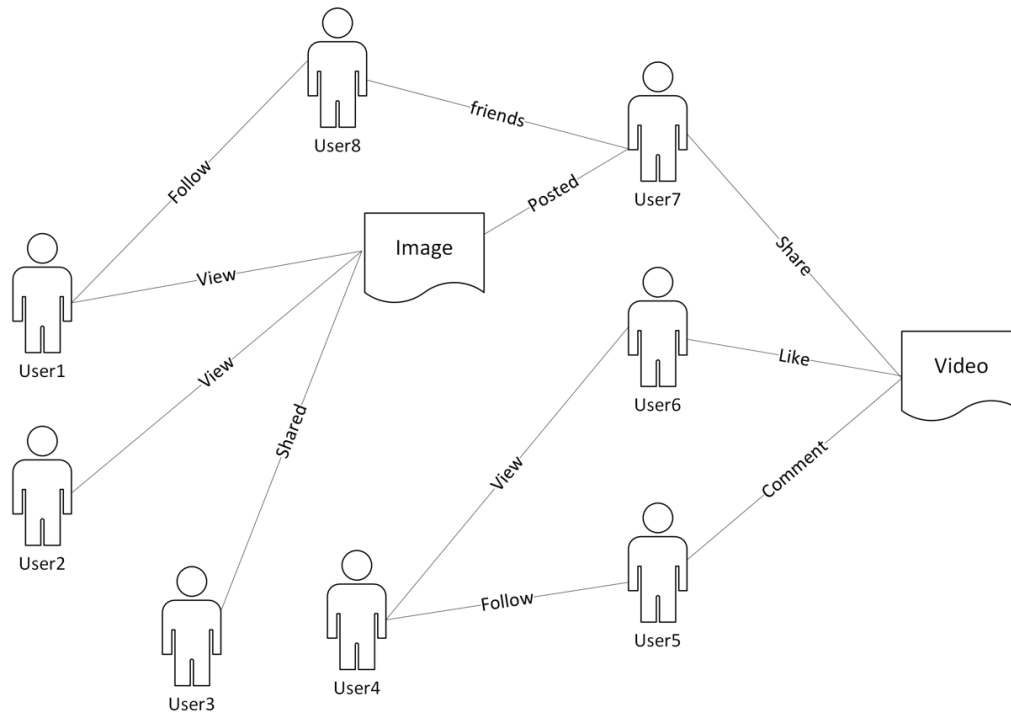 User8
friends
User7
Follow
Posted
Image
View
Share
User1
View
Like
Video
User6
Shared
View
Comment
User2
Follow
User5
User4
User3